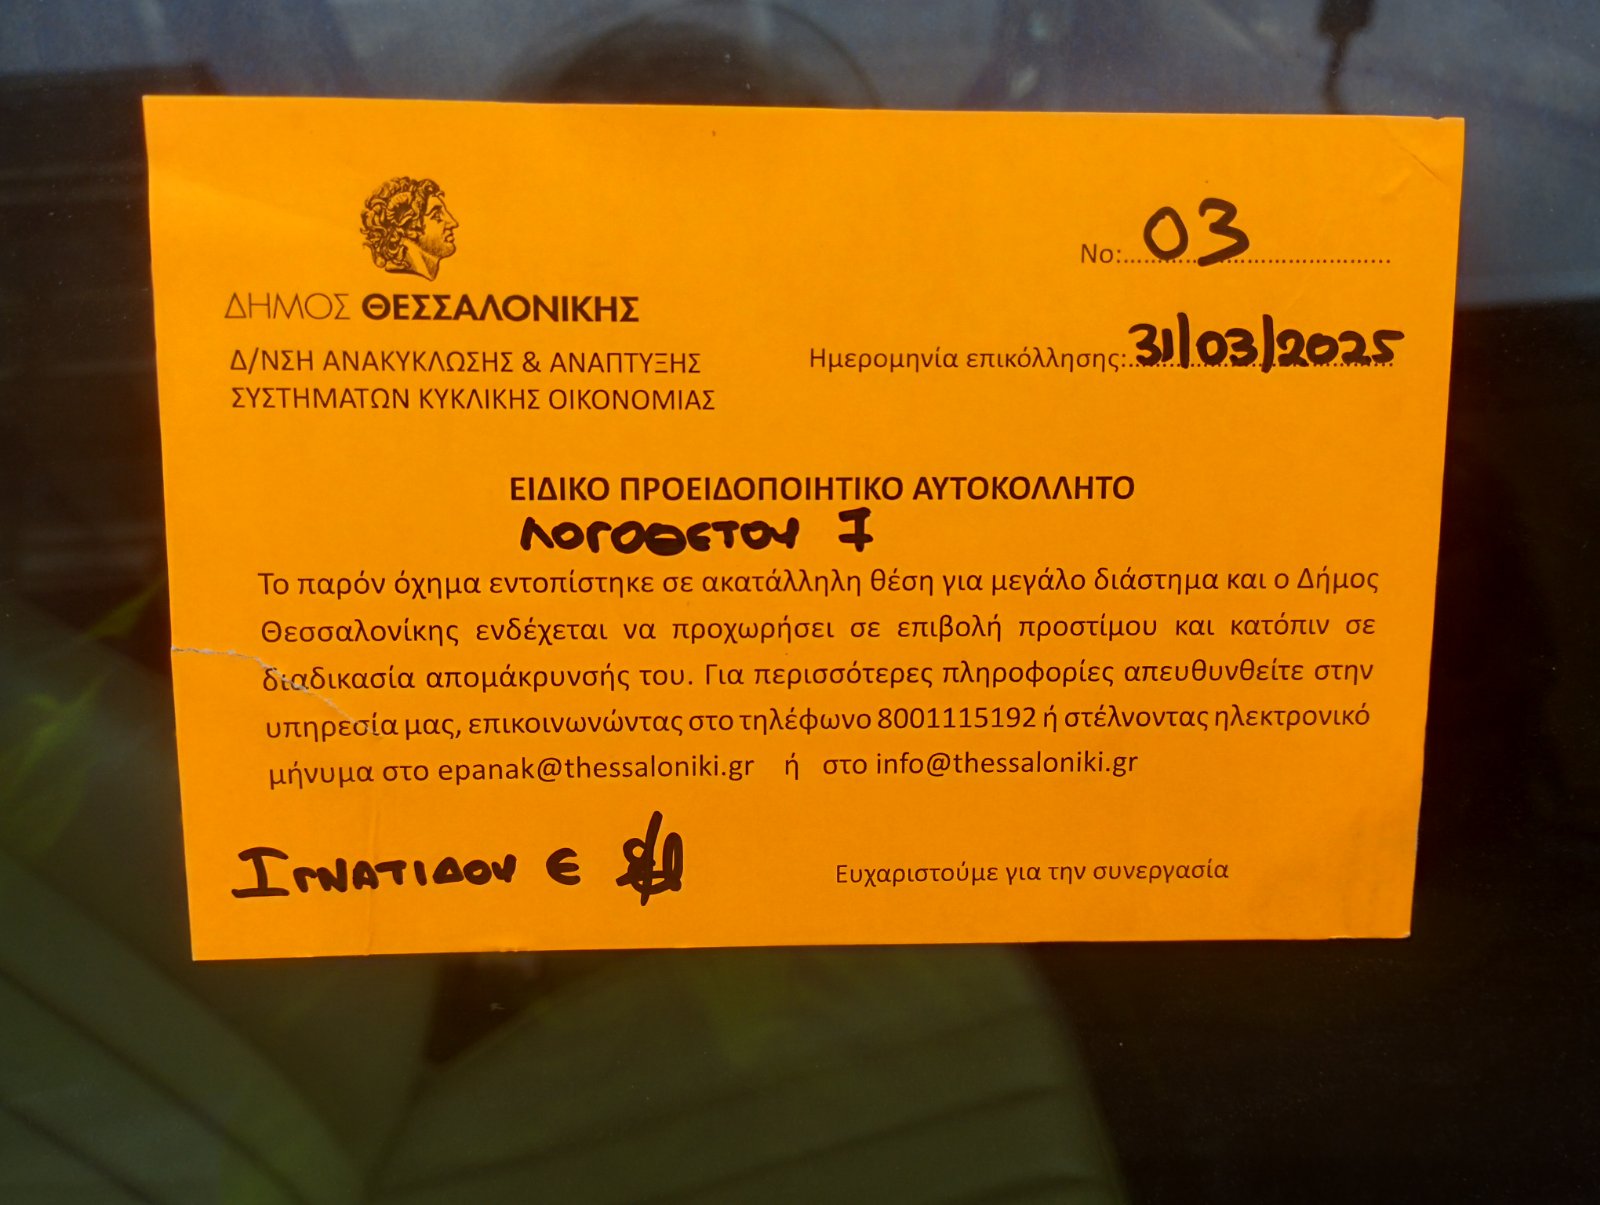 ΔΗΜΟΣ ΘΕΣΣΑΛΟΝΙΚΗΣ
Δ/ΝΣΗ ΑΝΑΚΥΚΛΩΣΗΣ & ΑΝΑΠΤΥΞΗΣ
ΣΥΣΤΗΜΑΤΩΝ ΚΥΚΛΙΚΗΣ ΟΙΚΟΝΟΜΙΑΣ
No: 03
Ημερομηνία επικόλλησης: 31/03/2025
ΕΙΔΙΚΟ ΠΡΟΕΙΔΟΠΟΙΗΤΙΚΟ ΑΥΤΟΚΟΛΛΗΤΟ
ΛΟΓΟΘΕΤΟΥ 7
Το παρόν όχημα εντοπίστηκε σε ακατάλληλη θέση για μεγάλο διάστημα και ο Δήμος
Θεσσαλονίκης ενδέχεται να προχωρήσει σε επιβολή προστίμου και κατόπιν σε
διαδικασία απομάκρυνσής του. Για περισσότερες πληροφορίες απευθυνθείτε στην
υπηρεσία μας, επικοινωνώντας στο τηλέφωνο 8001115192 ή στέλνοντας ηλεκτρονικό
μήνυμα στο epanak@thessaloniki.gr ή στο info@thessaloniki.gr
ΙΓΝΑΤΙΔΟΥ Ε
Ευχαριστούμε για την συνεργασία